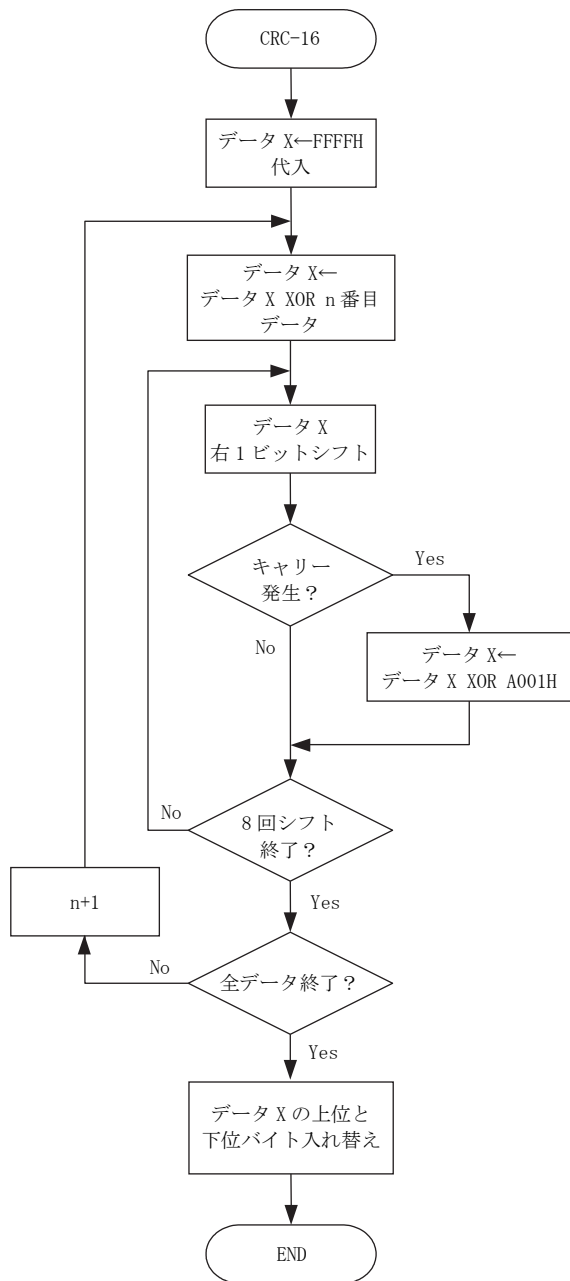 CRC-16
データ X←FFFFH
代入
データ X←
データ X XOR n 番目
データ
データ X
右 1 ビットシフト
キャリー
発生？
Yes
No
データ X←
データ X XOR A001H
8 回シフト
終了？
No
Yes
n+1
全データ終了？
No
Yes
データ X の上位と
下位バイト入れ替え
END